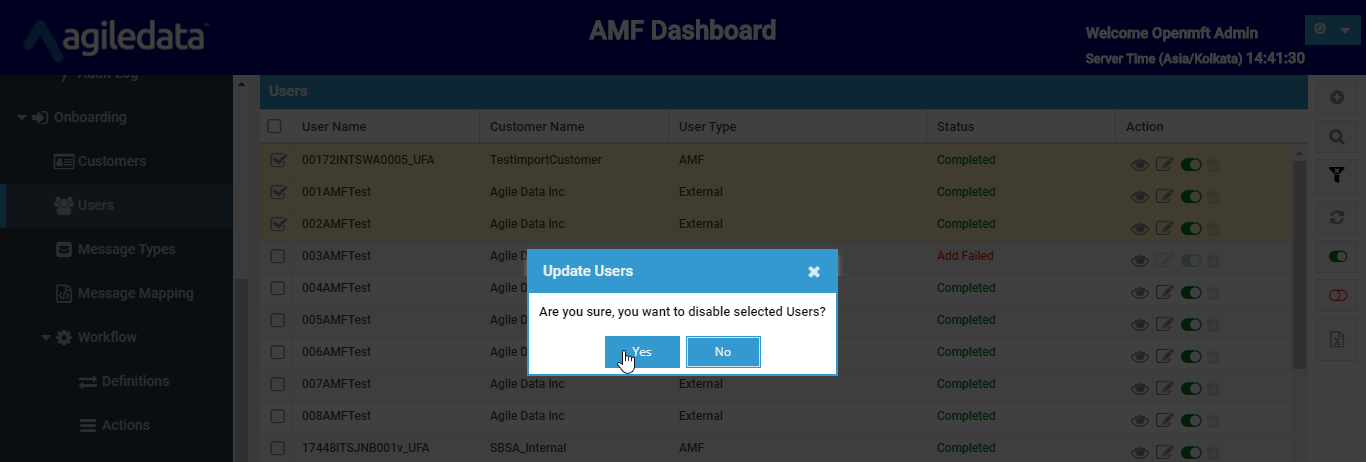 agiledata™
AMF Dashboard
Welcome Openmft Admin
Server Time (Asia/Kolkata) 14:41:30
Audit Log
Onboarding
Customers
Users
Message Types
Message Mapping
Workflow
Definitions
Actions
Users
User Name Customer Name User Type Status Action
00172INTSWA0005_UFA TestImportCustomer AMF Completed
001AMFTest Agile Data Inc External Completed
002AMFTest Agile Data Inc External Completed
003AMFTest Agile D Add Failed
004AMFTest Agile D Completed
005AMFTest Agile D Completed
006AMFTest Agile D Completed
007AMFTest Agile Data Inc External Completed
008AMFTest Agile Data Inc External Completed
17448ITSJNB001v_UFA SBSA_Internal AMF Completed
Update Users
Are you sure, you want to disable selected Users?
Yes No